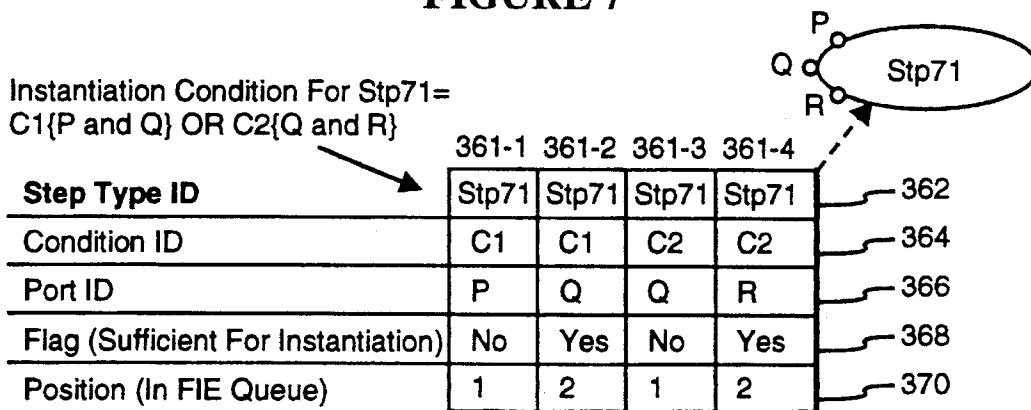 FIGURE 7
P
Q
R
Stp71
Instantiation Condition For Stp71=
C1{P and Q} OR C2{Q and R}
361-1 361-2 361-3 361-4
Step Type ID Stp71 Stp71 Stp71 Stp71 362
Condition ID C1 C1 C2 C2 364
Port ID P Q Q R 366
Flag (Sufficient For Instantiation) No Yes No Yes 368
Position (In FIE Queue) 1 2 1 2 370